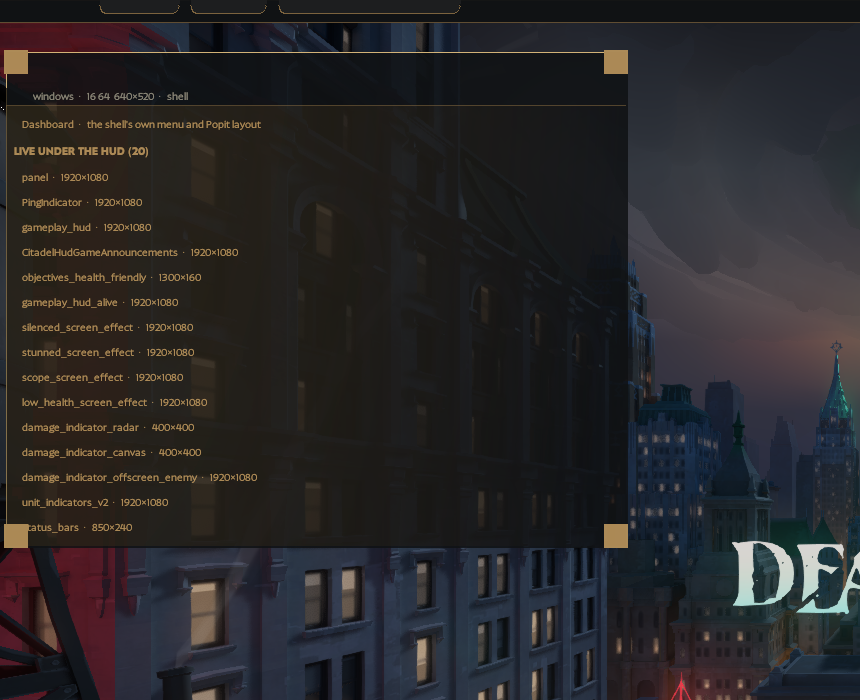 windows · 16 64 640×520 · shell
Dashboard · the shell's own menu and Popit layout
LIVE UNDER THE HUD (20)
panel · 1920×1080
PingIndicator · 1920×1080
gameplay_hud · 1920×1080
CitadelHudGameAnnouncements · 1920×1080
objectives_health_friendly · 1300×160
gameplay_hud_alive · 1920×1080
silenced_screen_effect · 1920×1080
stunned_screen_effect · 1920×1080
scope_screen_effect · 1920×1080
low_health_screen_effect · 1920×1080
damage_indicator_radar · 400×400
damage_indicator_canvas · 400×400
damage_indicator_offscreen_enemy · 1920×1080
unit_indicators_v2 · 1920×1080
tatus_bars · 850×240
DEA